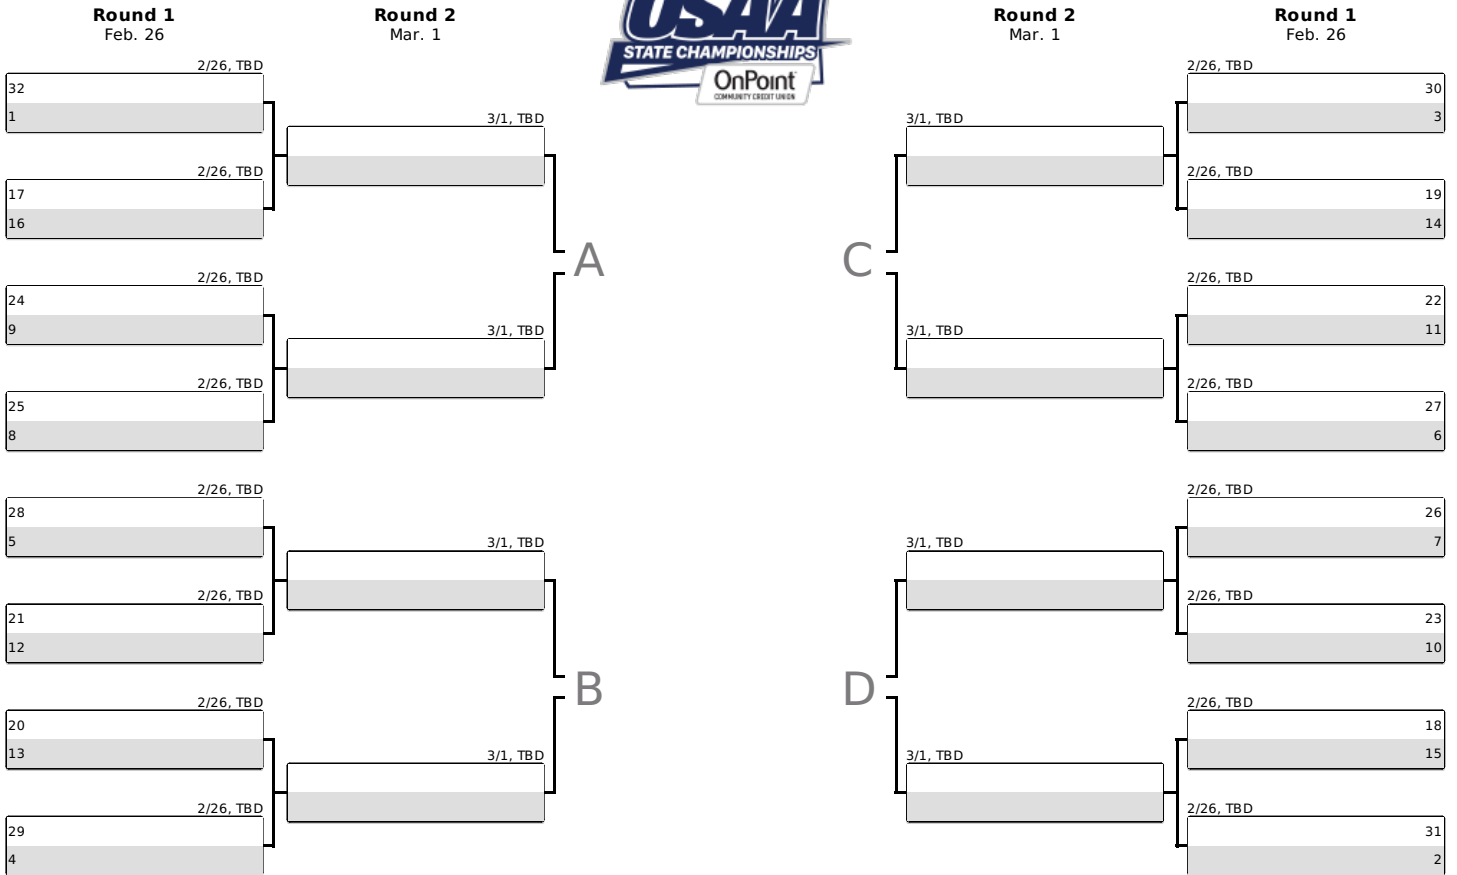 Round 1
Feb. 26
Round 2
Mar. 1
USAA
STATE CHAMPIONSHIPS
OnPoint
COMMUNITY CREDIT UNION
Round 2
Mar. 1
Round 1
Feb. 26
2/26, TBD
32
1
2/26, TBD
17
16
2/26, TBD
24
9
2/26, TBD
25
8
2/26, TBD
28
5
2/26, TBD
21
12
2/26, TBD
20
13
2/26, TBD
29
4
3/1, TBD
3/1, TBD
3/1, TBD
3/1, TBD
A
B
C
D
3/1, TBD
3/1, TBD
3/1, TBD
3/1, TBD
2/26, TBD
30
3
2/26, TBD
19
14
2/26, TBD
22
11
2/26, TBD
27
6
2/26, TBD
26
7
2/26, TBD
23
10
2/26, TBD
18
15
2/26, TBD
31
2